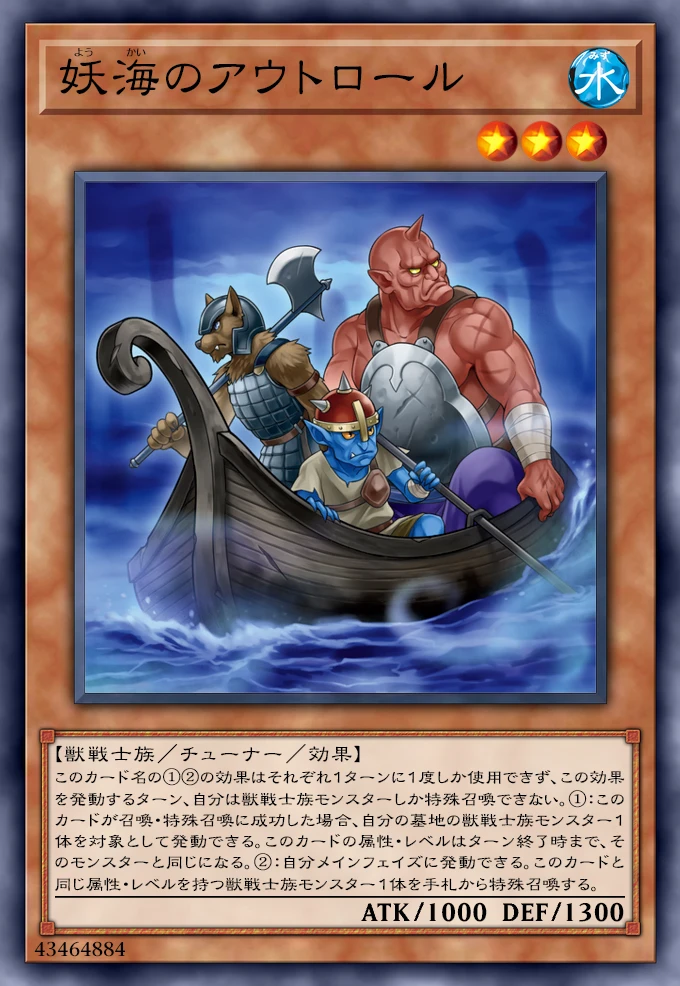 よう かい
妖海のアウトロール
みず
水
【獣戦士族／チューナー／効果】
このカード名の①②の効果はそれぞれ1ターンに1度しか使用できず、この効果
を発動するターン、自分は獣戦士族モンスターしか特殊召喚できない。①：この
カードが召喚・特殊召喚に成功した場合、自分の墓地の獣戦士族モンスター1
体を対象として発動できる。このカードの属性・レベルはターン終了時まで、そ
のモンスターと同じになる。②：自分メインフェイズに発動できる。このカードと
同じ属性・レベルを持つ獣戦士族モンスター1体を手札から特殊召喚する。
ATK/1000 DEF/1300
43464884